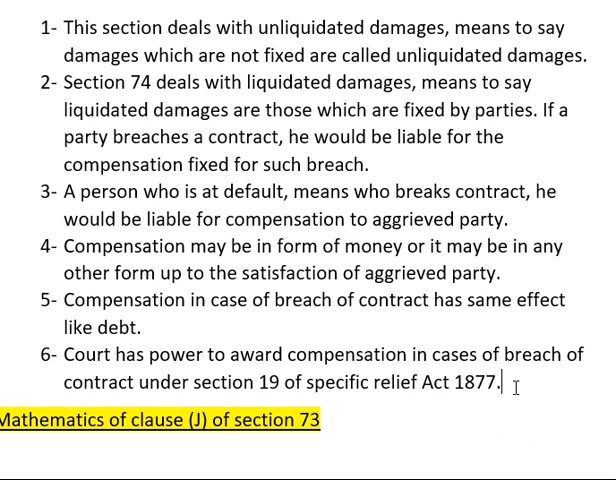 1- This section deals with unliquidated damages, means to say
damages which are not fixed are called unliquidated damages.
2- Section 74 deals with liquidated damages, means to say
liquidated damages are those which are fixed by parties. If a
party breaches a contract, he would be liable for the
compensation fixed for such breach.
3- A person who is at default, means who breaks contract, he
would be liable for compensation to aggrieved party.
4- Compensation may be in form of money or it may be in any
other form up to the satisfaction of aggrieved party.
5- Compensation in case of breach of contract has same effect
like debt.
6- Court has power to award compensation in cases of breach of
contract under section 19 of specific relief Act 1877.
Mathematics of clause (J) of section 73